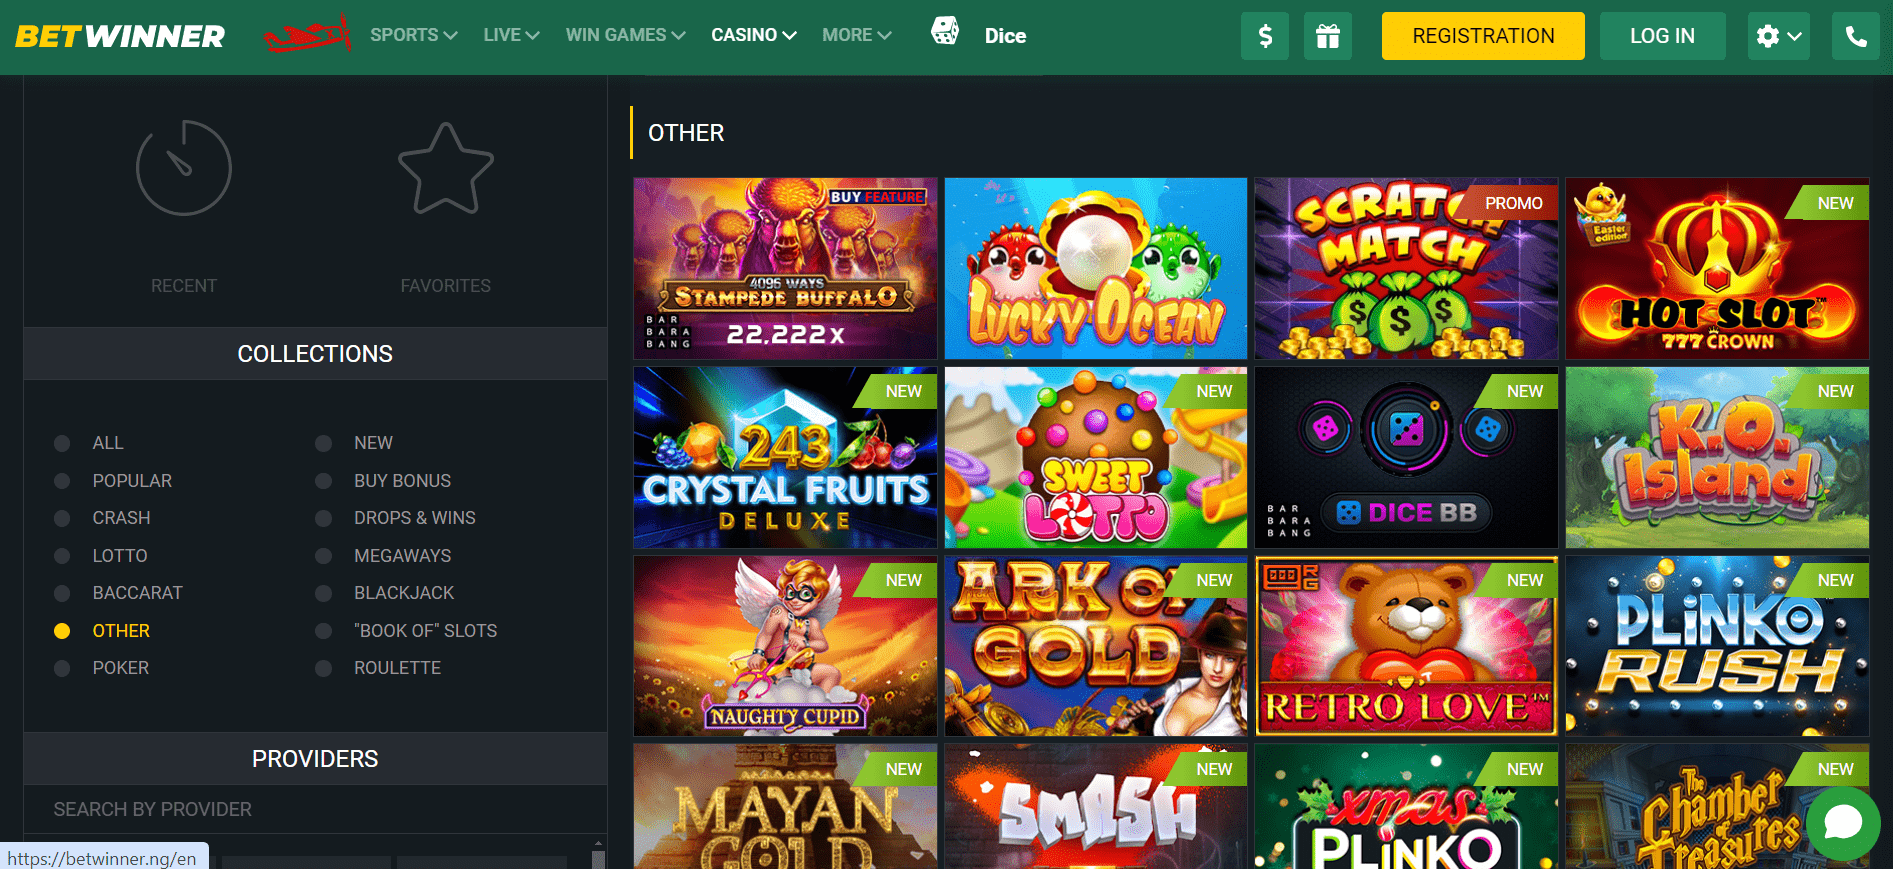 BETWINNER
SPORTS
LIVE
WIN GAMES
CASINO
MORE
Dice
$
REGISTRATION
LOG IN
RECENT
FAVORITES
COLLECTIONS
ALL
NEW
POPULAR
BUY BONUS
CRASH
DROPS & WINS
LOTTO
MEGAWAYS
BACCARAT
BLACKJACK
OTHER
"BOOK OF" SLOTS
POKER
ROULETTE
PROVIDERS
SEARCH BY PROVIDER
https://betwinner.ng/en
OTHER
BUY FEATURE
4096 WAYS
STAMPEDE BUFFALO
BAR
BARA
BANG
22,222x
LUCKY OCEAN
PROMO
SCRATCH
MATCH
$ $ $
NEW
Easter
edition
HOT SLOT™
777 CROWN
NEW
243
CRYSTAL FRUITS
DELUXE
NEW
SWEET
LOTTO
NEW
BAR
BARA
BANG
DICE BB
NEW
K.O.
Island
NEW
NAUGHTY CUPID
NEW
ARK OF
GOLD
NEW
RG
RETRO LOVE™
NEW
PLINKO
RUSH
NEW
MAYAN
GOLD
NEW
SMASH
NEW
xmas
PLINKO
NEW
The
Chamber
of
Treasures